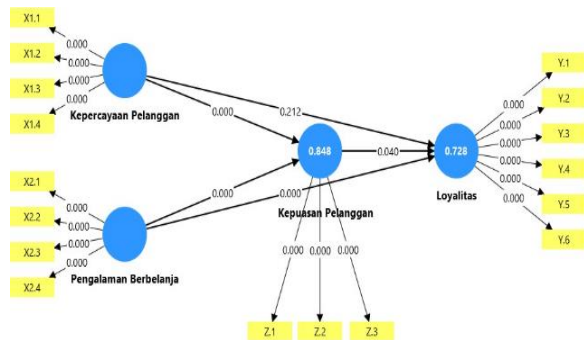 X1.1
X1.2
X1.3
X1.4
0.000
0.000
0.000
0.000
Kepercayaan Pelanggan
0.212
0.000
X2.1
X2.2
X2.3
X2.4
0.000
0.000
0.000
0.000
Pengalaman Berbelanja
0.000
0.000
0.848
0.040
Kepuasan Pelanggan
0.000
0.000
0.000
Z.1
Z.2
Z.3
0.728
Loyalitas
0.000
0.000
0.000
0.000
0.000
0.000
Y.1
Y.2
Y.3
Y.4
Y.5
Y.6